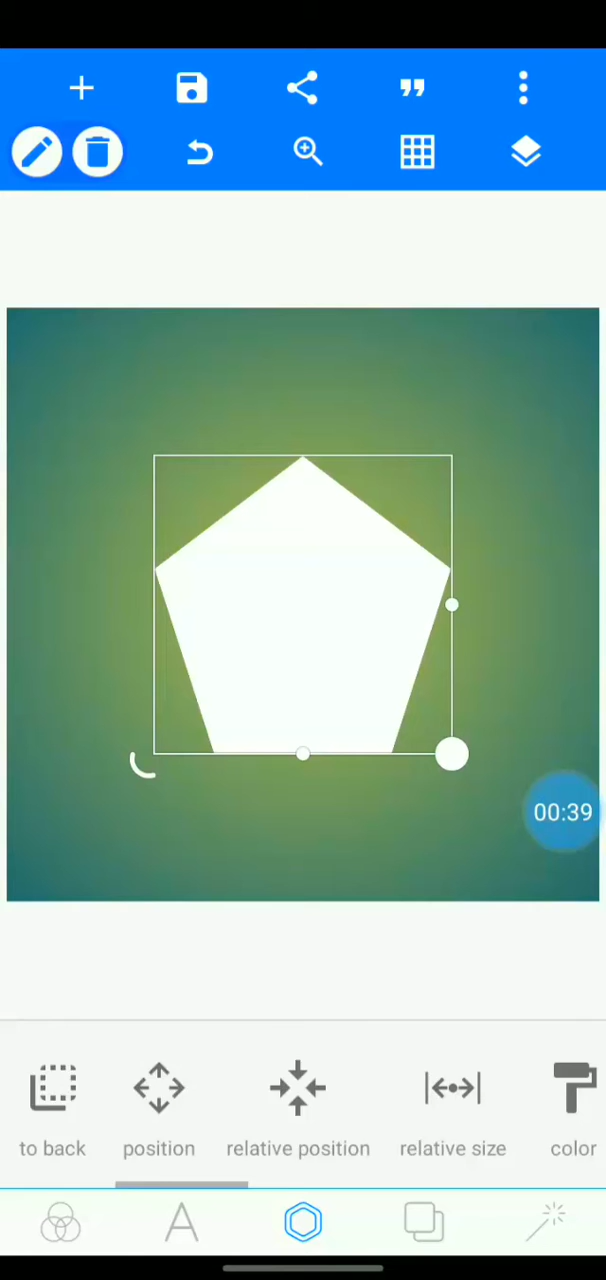 00:39
to back
position
relative position
relative size
color